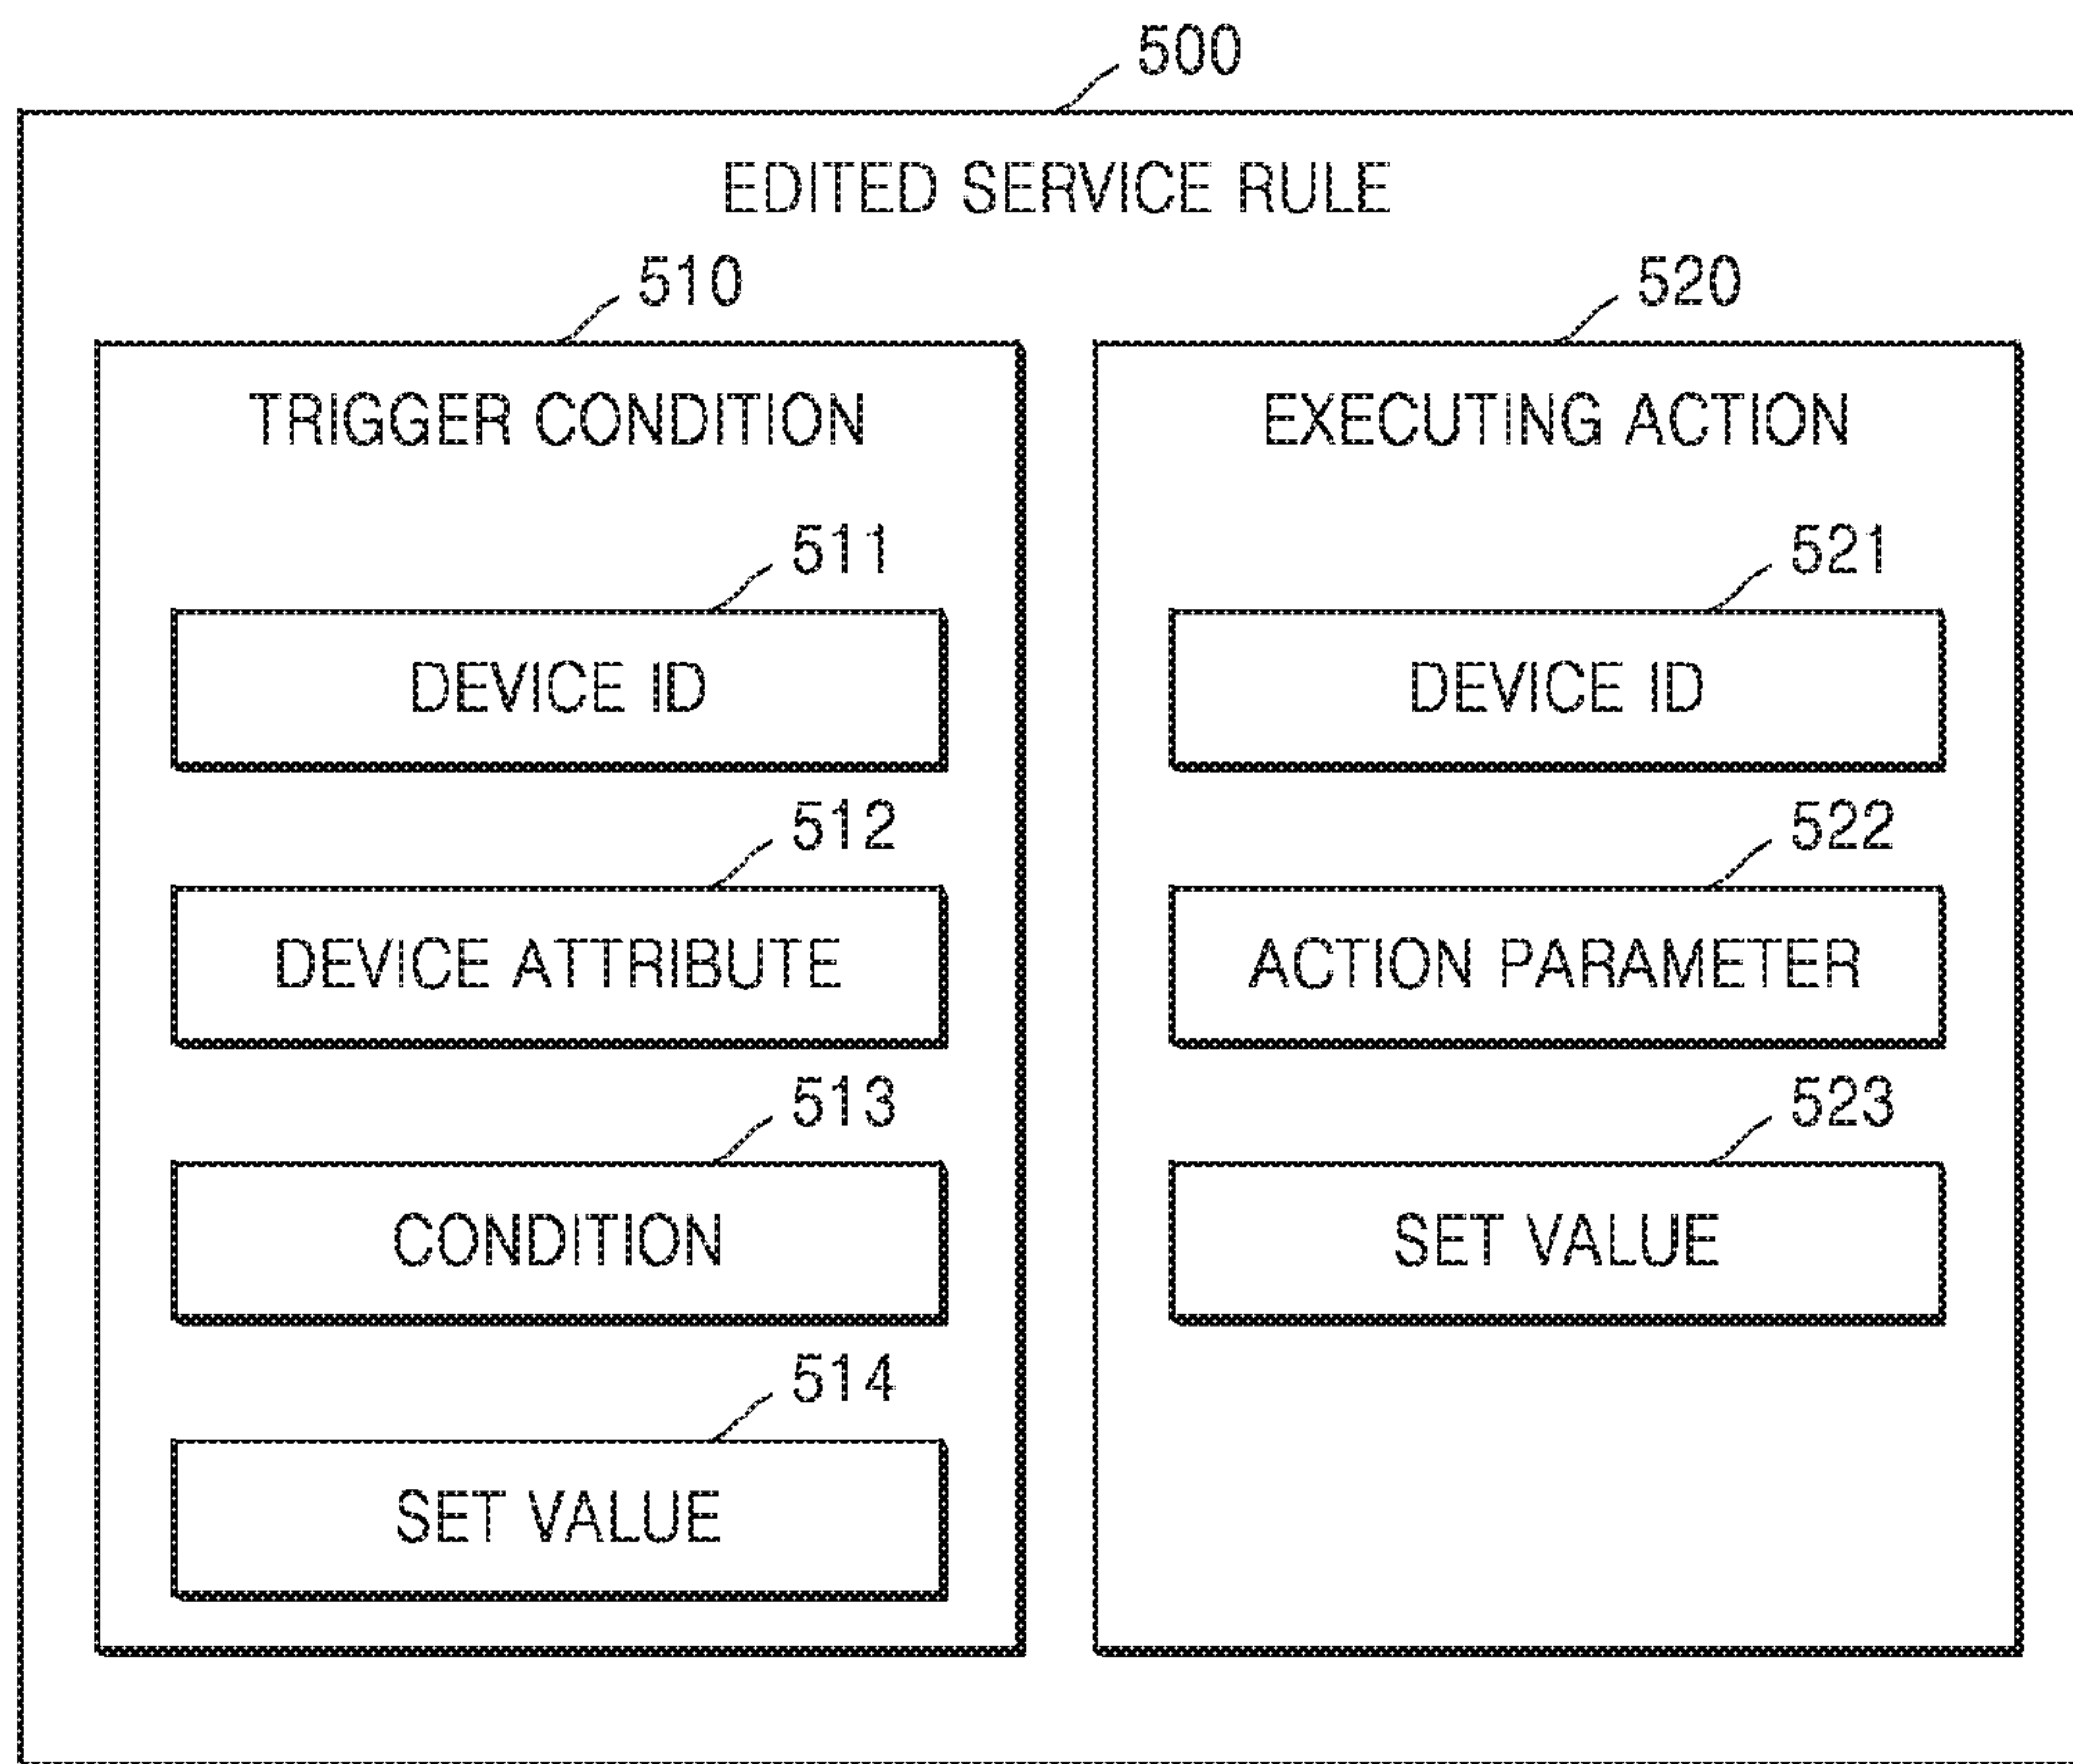 500
EDITED SERVICE RULE
510
520
TRIGGER CONDITION
EXECUTING ACTION
511
DEVICE ID
512
DEVICE ATTRIBUTE
513
CONDITION
514
SET VALUE
521
DEVICE ID
522
ACTION PARAMETER
523
SET VALUE